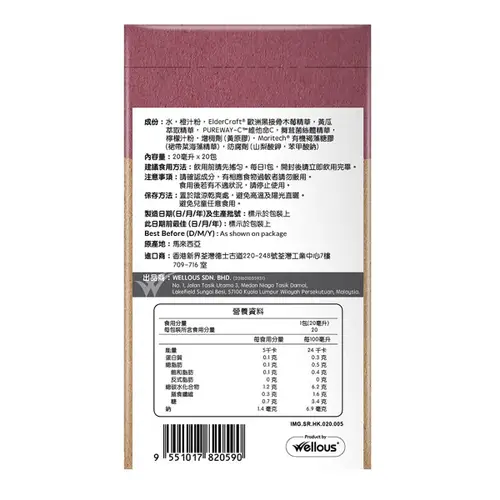 成份：水，橙汁粉，ElderCraft® 歐洲黑接骨木莓精華，黃瓜
萃取精華， PUREWAY-C™維他命C，舞茸菌絲體精華，
檸檬汁粉，增稠劑 (黃原膠)，Maritech® 有機褐藻糖膠
(裙帶菜海藻精華)，防腐劑 (山梨酸鉀，苯甲酸鈉)
內容量：20毫升 x 20包
建議食用方法：飲用前請先搖勻。每日1包，開封後請立即飲用完畢。
注意事項：請確認成分，有相應食物過敏者請勿服用。
食用後若有不適狀況，請停止使用。
保存方法：置於陰涼乾爽處，避免高溫及陽光直曬。
避免兒童任意食用。
製造日期(日/月/年)及生產批號：標示於包裝上
此日期前最佳 (日/月/年)：標示於包裝上
Best Before (D/M/Y) : As shown on package
原產地：馬來西亞
進口商：香港新界荃灣德士古道220-248號荃灣工業中心7樓
709-716 室
出品商：WELLOUS SDN. BHD.
No. 1, Jalan Tasik Utama 3, Medan Niaga Tasik Damai,
Lakefield Sungai Besi, 57100 Kuala Lumpur Wilayah Persekutuan, Malaysia.
營養資料
食用分量 1包(20毫升)
每包裝所含食用分量 20
每食用分量 每100毫升
能量 5千卡 24 千卡
蛋白質 0.1 克 0.3 克
總脂肪 0.1 克 0.5 克
飽和脂肪 0.1 克 0.4 克
反式脂肪 0 克 0 克
總碳水化合物 1.2 克 6.2 克
膳食纖維 0.3 克 1.6 克
糖 0.7 克 3.4 克
鈉 1.4 毫克 6.9 毫克
IMG.SR.HK.020.005
Product by
wellous
9 551017 820590